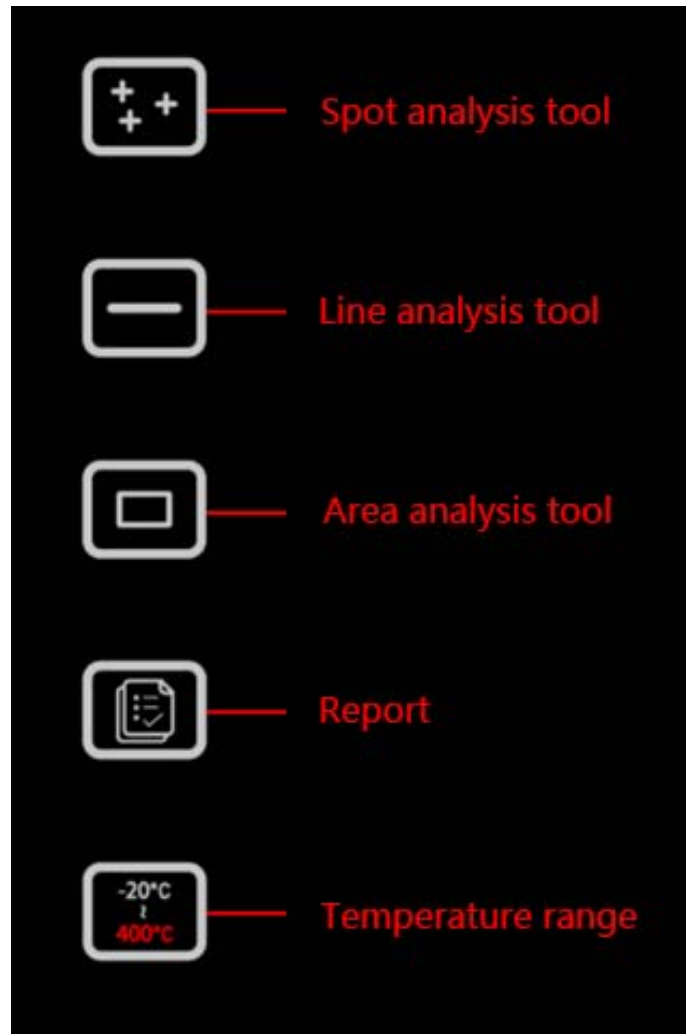 Spot analysis tool
Line analysis tool
Area analysis tool
Report
-20°C
~
400°C
Temperature range